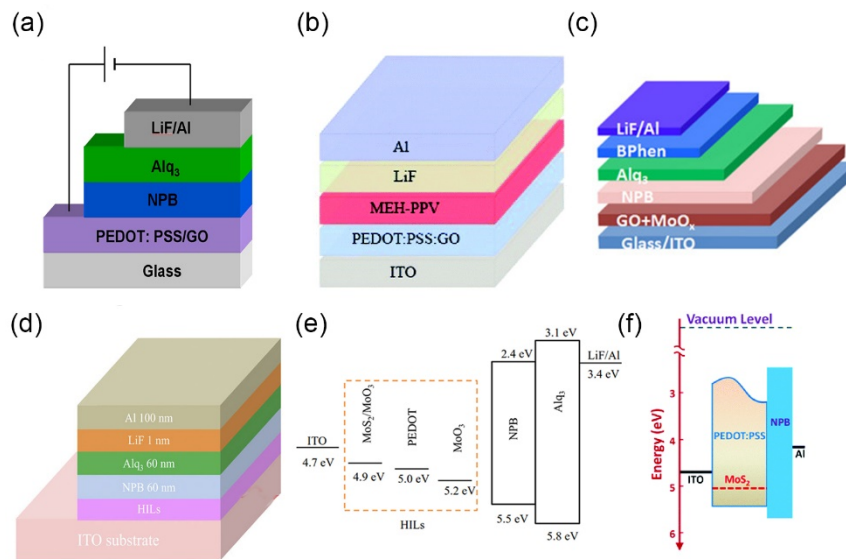 (a)
LiF/Al
Alq₃
NPB
PEDOT: PSS/GO
Glass
(b)
Al
LiF
MEH-PPV
PEDOT:PSS:GO
ITO
(c)
LiF/Al
BPhen
Alq₃
NPB
GO+MoOₓ
Glass/ITO
(d)
Al 100 nm
LiF 1 nm
Alq₃ 60 nm
NPB 60 nm
HILs
ITO substrate
(e)
ITO
4.7 eV
MoS₂/MoO₃
4.9 eV
PEDOT
5.0 eV
MoO₃
5.2 eV
HILs
2.4 eV
NPB
5.5 eV
3.1 eV
Alq₃
5.8 eV
LiF/Al
3.4 eV
(f)
Vacuum Level
Energy (eV)
3
4
5
6
ITO
PEDOT:PSS
MoS₂
NPB
Al